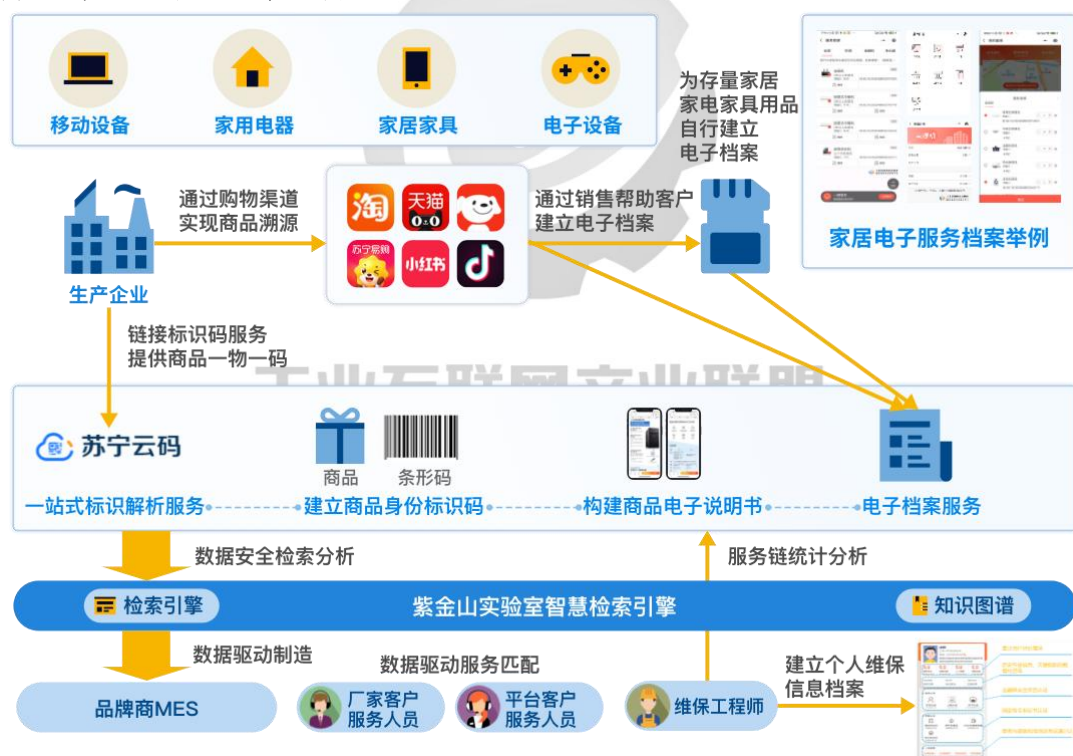 移动设备
家用电器
家居家具
电子设备
为存量家居
家电家具用品
自行建立
电子档案
家居电子服务档案举例
生产企业
通过购物渠道
实现商品溯源
淘
天猫
苏宁易购
小红书
通过销售帮助客户
建立电子档案
链接标识码服务
提供商品一物一码
工业互联网产业联盟
苏宁云码
商品
条形码
一站式标识解析服务
建立商品身份标识码
构建商品电子说明书
电子档案服务
数据安全检索分析
服务链统计分析
检索引擎
紫金山实验室智慧检索引擎
知识图谱
数据驱动制造
数据驱动服务匹配
建立个人维保
信息档案
品牌商MES
厂家客户
服务人员
平台客户
服务人员
维保工程师